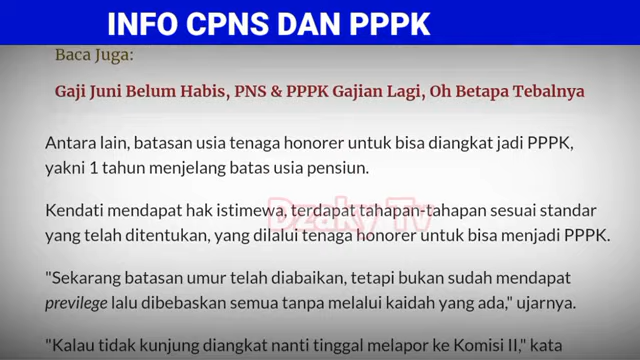 INFO CPNS DAN PPPK
Baca Juga:
Gaji Juni Belum Habis, PNS & PPPK Gajian Lagi, Oh Betapa Tebalnya
Antara lain, batasan usia tenaga honorer untuk bisa diangkat jadi PPPK,
yakni 1 tahun menjelang batas usia pensiun.
Kendati mendapat hak istimewa, terdapat tahapan-tahapan sesuai standar
Dzaky Tv
yang telah ditentukan, yang dilalui tenaga honorer untuk bisa menjadi PPPK.
"Sekarang batasan umur telah diabaikan, tetapi bukan sudah mendapat
previlege lalu dibebaskan semua tanpa melalui kaidah yang ada," ujarnya.
"Kalau tidak kunjung diangkat nanti tinggal melapor ke Komisi II," kata